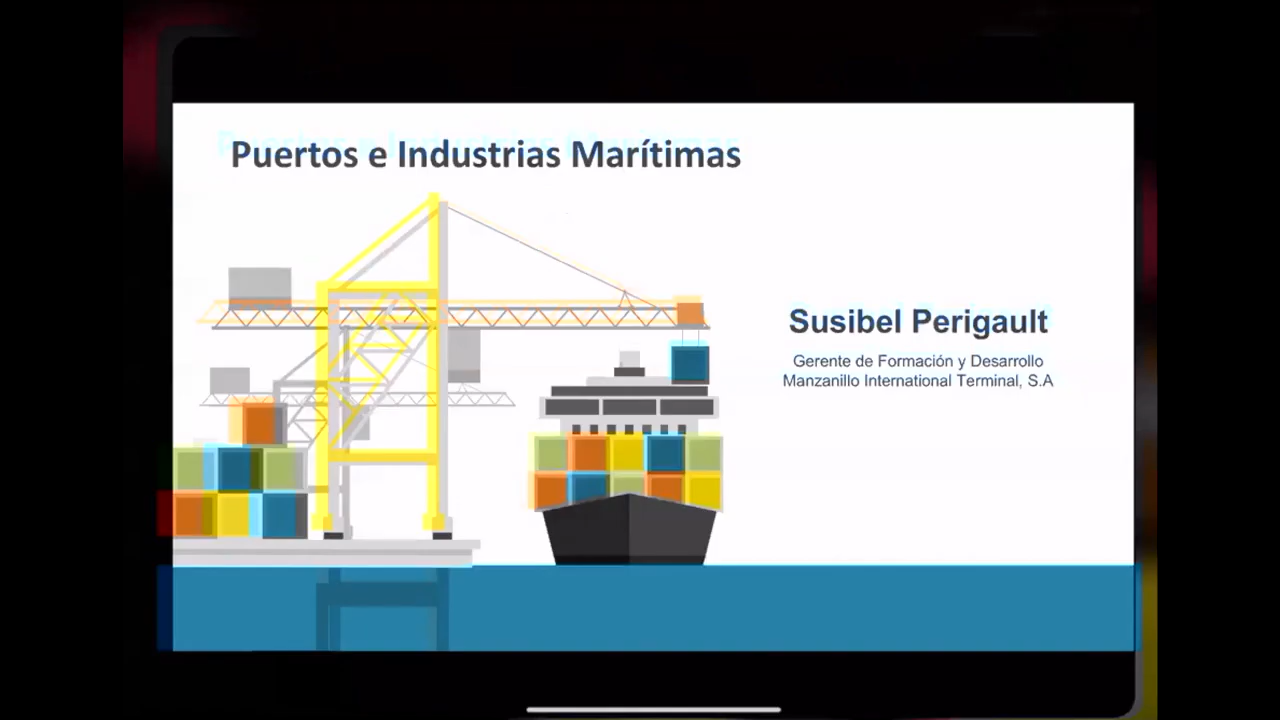 Puertos e Industrias Marítimas
Susibel Perigault
Gerente de Formación y Desarrollo
Manzanillo International Terminal, S.A